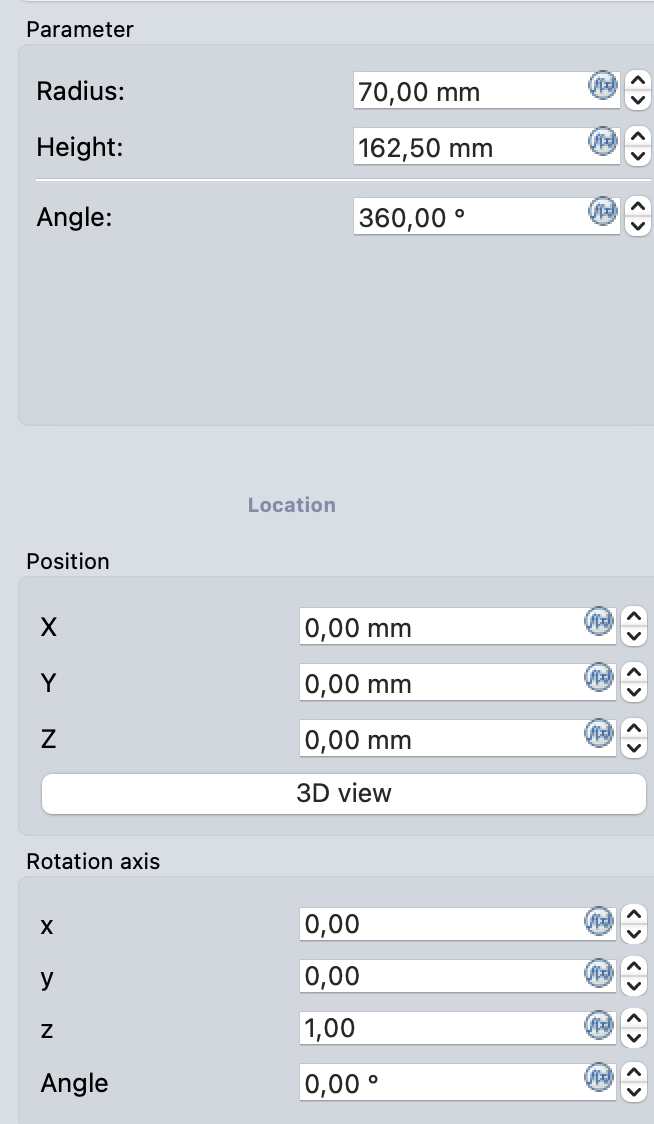 Parameter
Radius: 70,00 mm
Height: 162,50 mm
Angle: 360,00 °
Location
Position
X 0,00 mm
Y 0,00 mm
Z 0,00 mm
3D view
Rotation axis
x 0,00
y 0,00
z 1,00
Angle 0,00 °